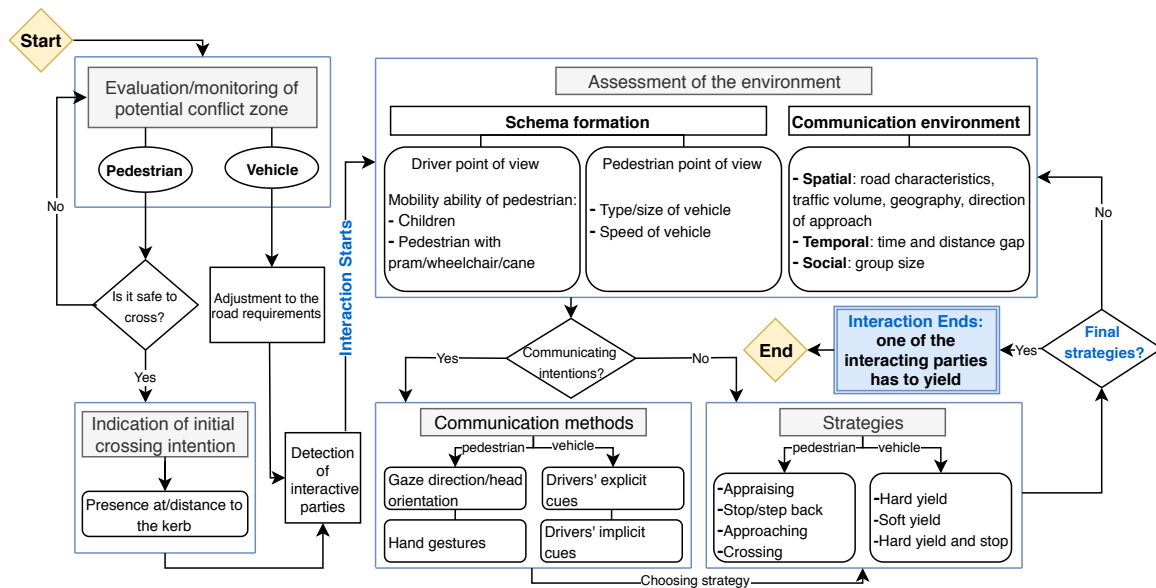 Start
Evaluation/monitoring of
potential conflict zone
Pedestrian
Vehicle
No
Is it safe to
cross?
Yes
Indication of initial
crossing intention
Presence at/distance to
the kerb
Adjustment to the
road requirements
Detection of
interactive
parties
Interaction Starts
Assessment of the environment
Schema formation
Driver point of view
Mobility ability of pedestrian:
- Children
- Pedestrian with
pram/wheelchair/cane
Pedestrian point of view
- Type/size of vehicle
- Speed of vehicle
Communication environment
- Spatial: road characteristics,
traffic volume, geography, direction
of approach
- Temporal: time and distance gap
- Social: group size
Communicating
intentions?
Yes
No
Communication methods
pedestrian
vehicle
Gaze direction/head
orientation
Hand gestures
Drivers' explicit
cues
Drivers' implicit
cues
Choosing strategy
Strategies
pedestrian
vehicle
-Appraising
-Stop/step back
-Approaching
-Crossing
-Hard yield
-Soft yield
-Hard yield and stop
Final
strategies?
No
Yes
Interaction Ends:
one of the
interacting parties
has to yield
End